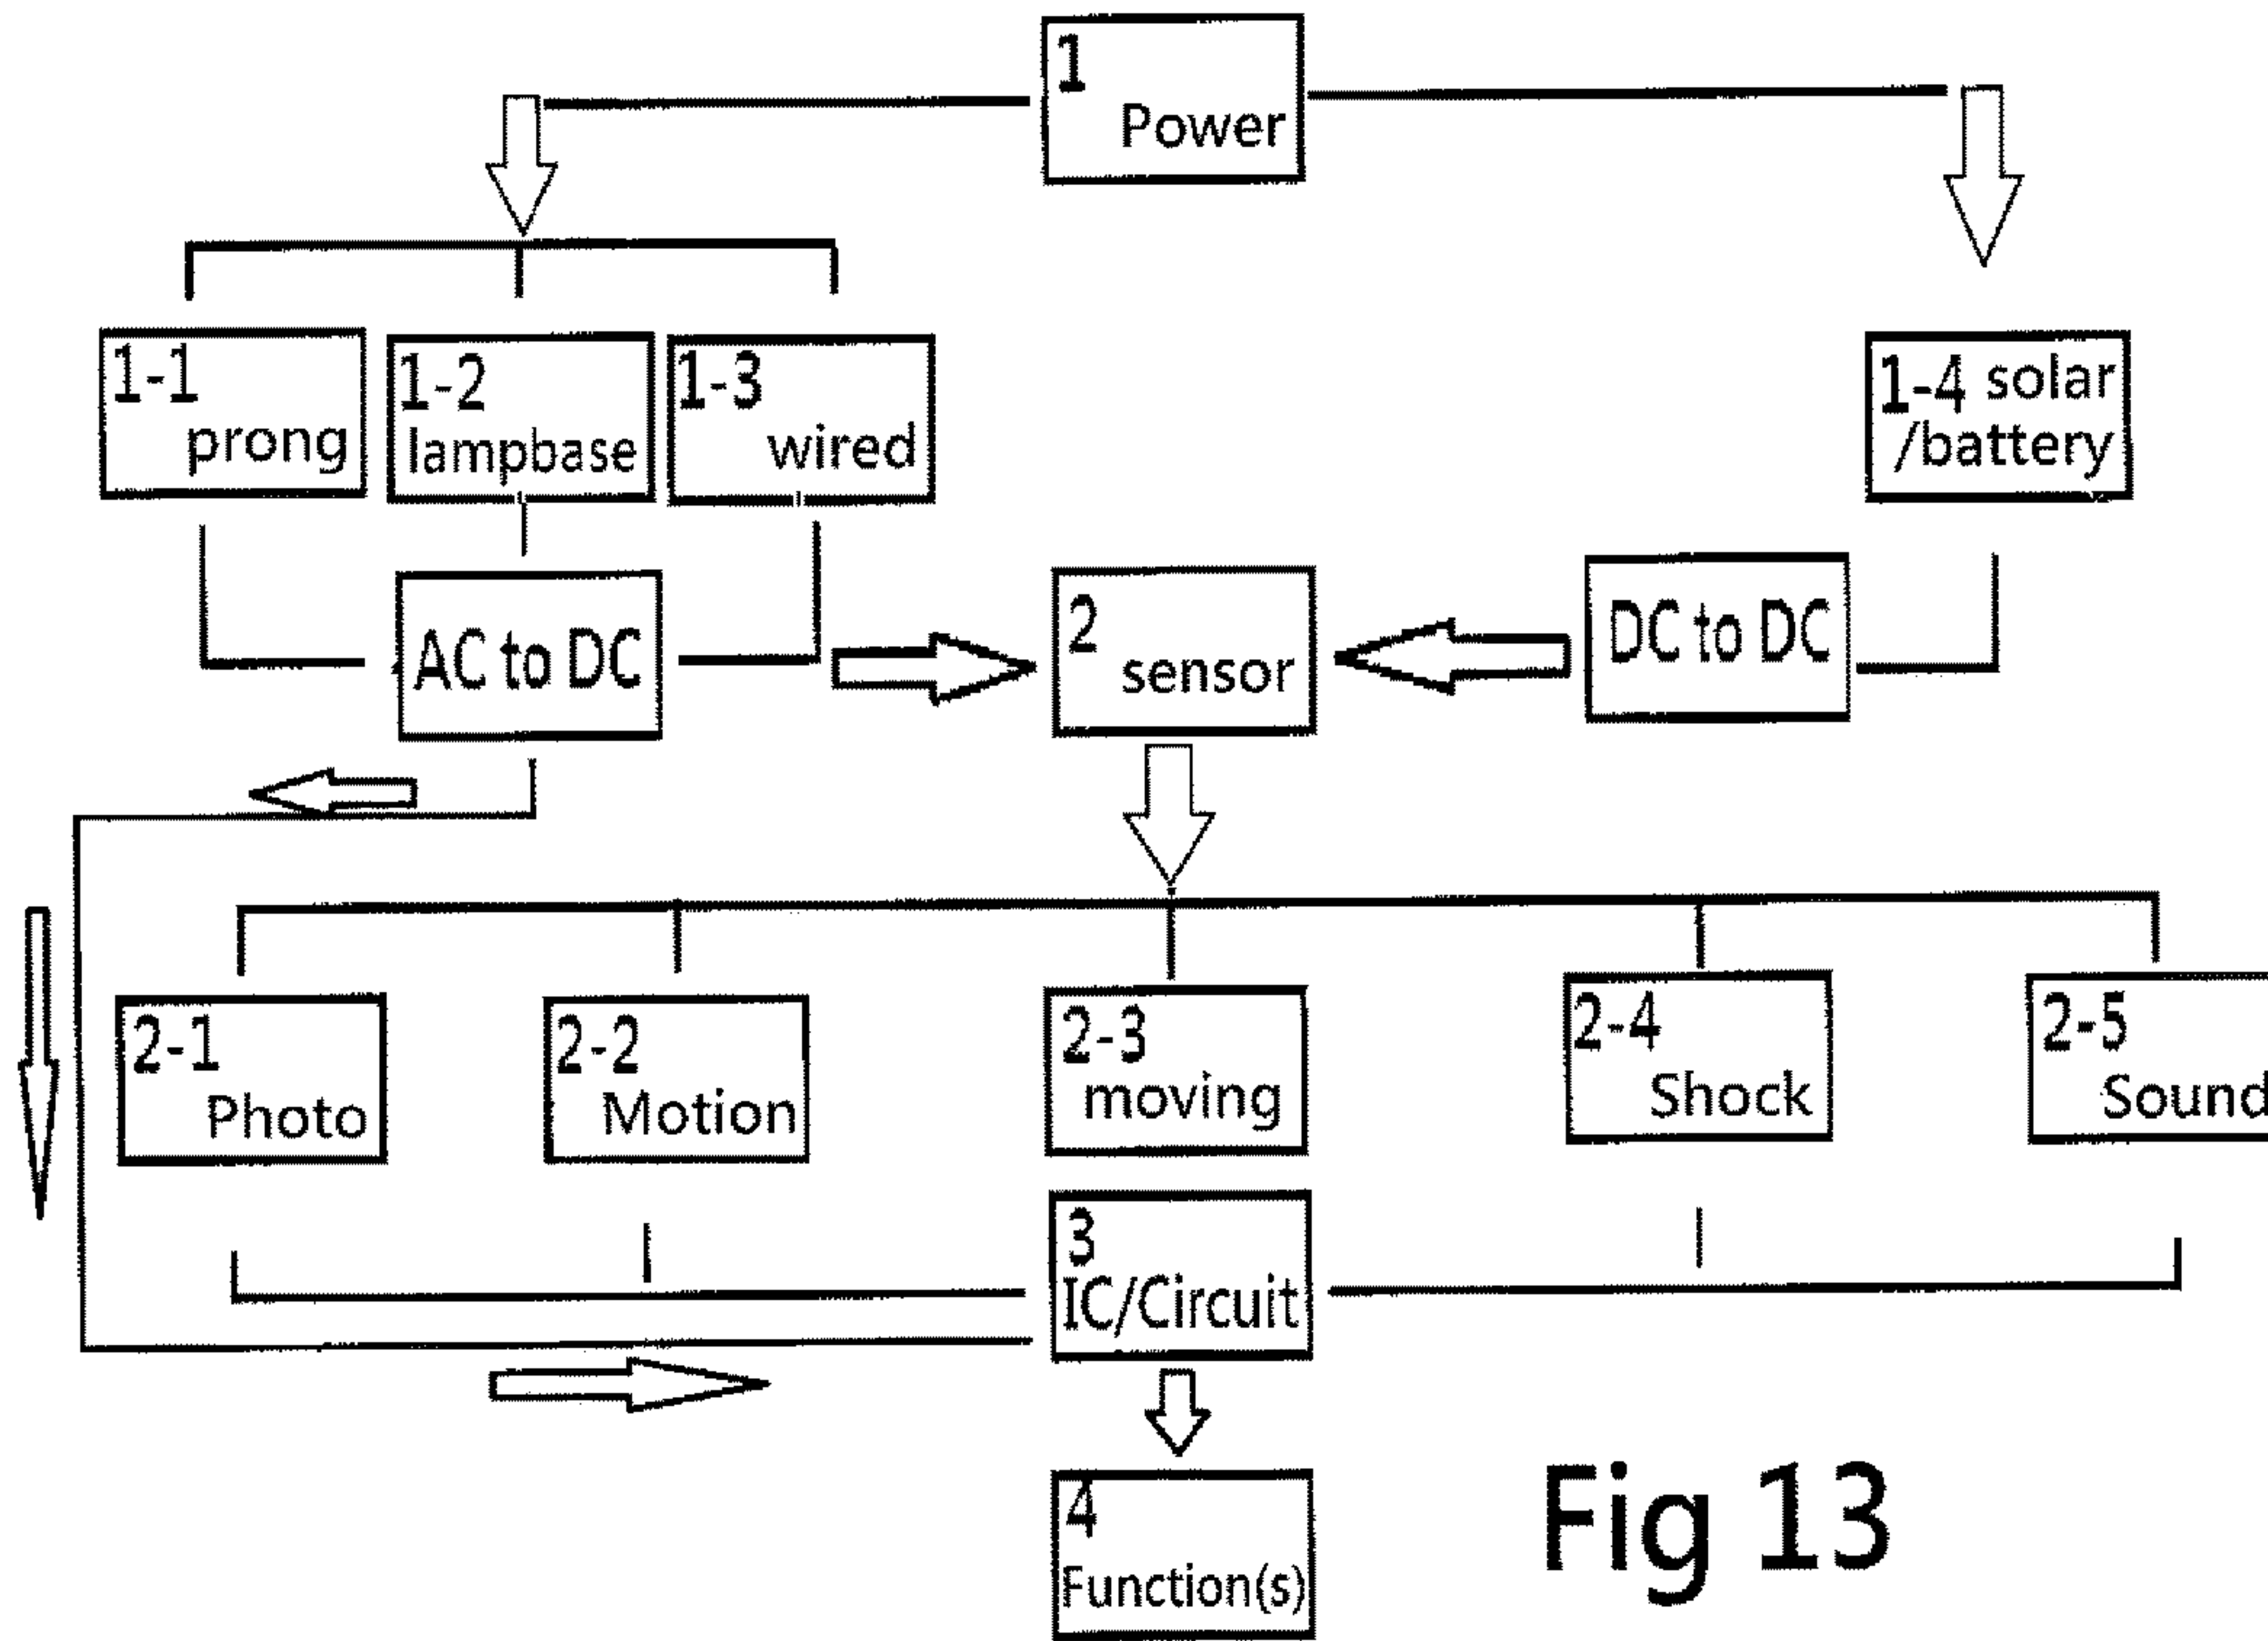 1
Power
1-1
prong
1-2
lampbase
1-3
wired
1-4 solar
/battery
AC to DC
2
sensor
DC to DC
2-1
Photo
2-2
Motion
2-3
moving
2-4
Shock
2-5
Sound
3
IC/Circuit
4
Function(s)
Fig 13